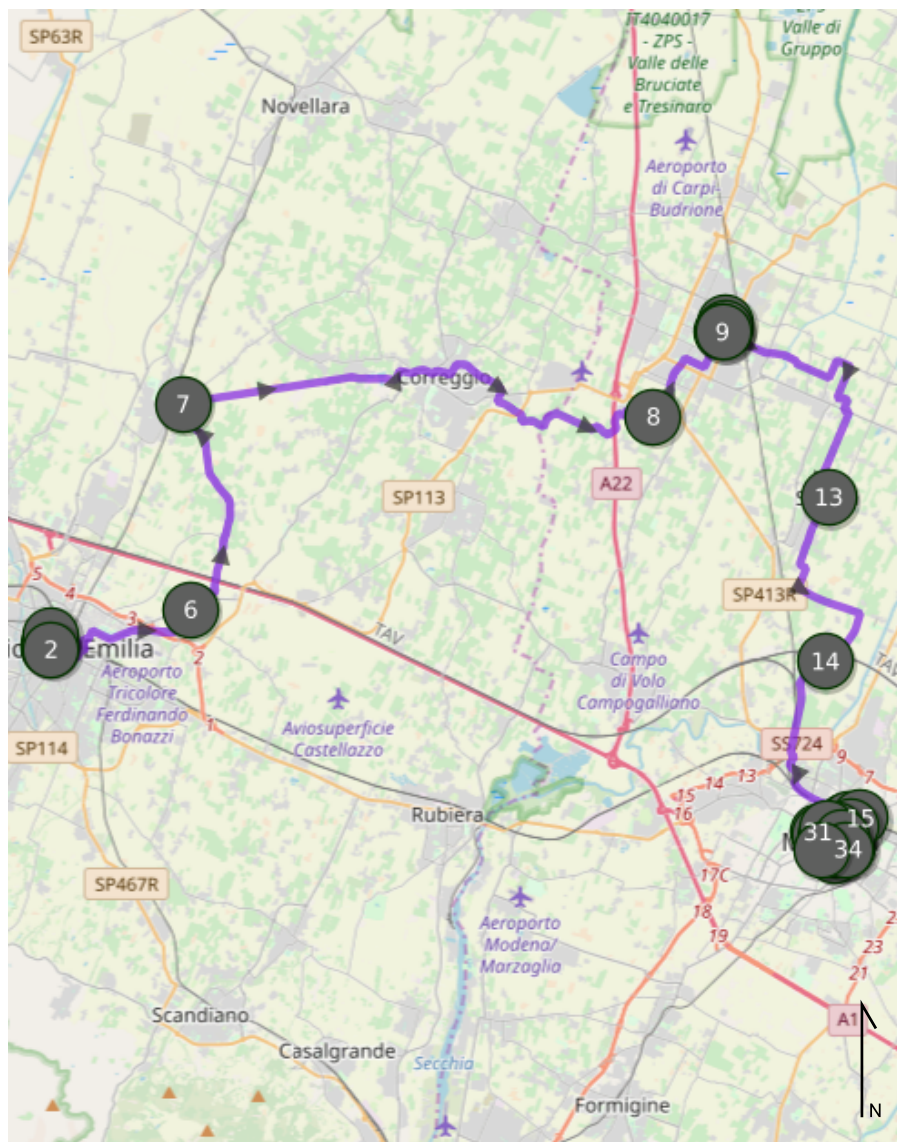 IT4040017
- ZPS -
Valle delle
Bruciate
e Tresinaro
Valle di
Gruppo
SP63R
Novellara
Aeroporto
di Carpi-
Budrione
9
7
Correggio
8
A22
SP113
13
5
4
3
6
SP413R
TAV
2
Emilia
2
14
TAV
Aeroporto
Tricolore
Ferdinando
Bonazzi
Campo
di Volo
Campogalliano
1
Aviosuperficie
Castellazzo
SP114
SS724
9
7
13
14
15
16
Rubiera
15
31
34
17C
SP467R
18
19
Aeroporto
Modena/
Marzaglia
23
21
A1
Scandiano
Casalgrande
Secchia
Formigine
N